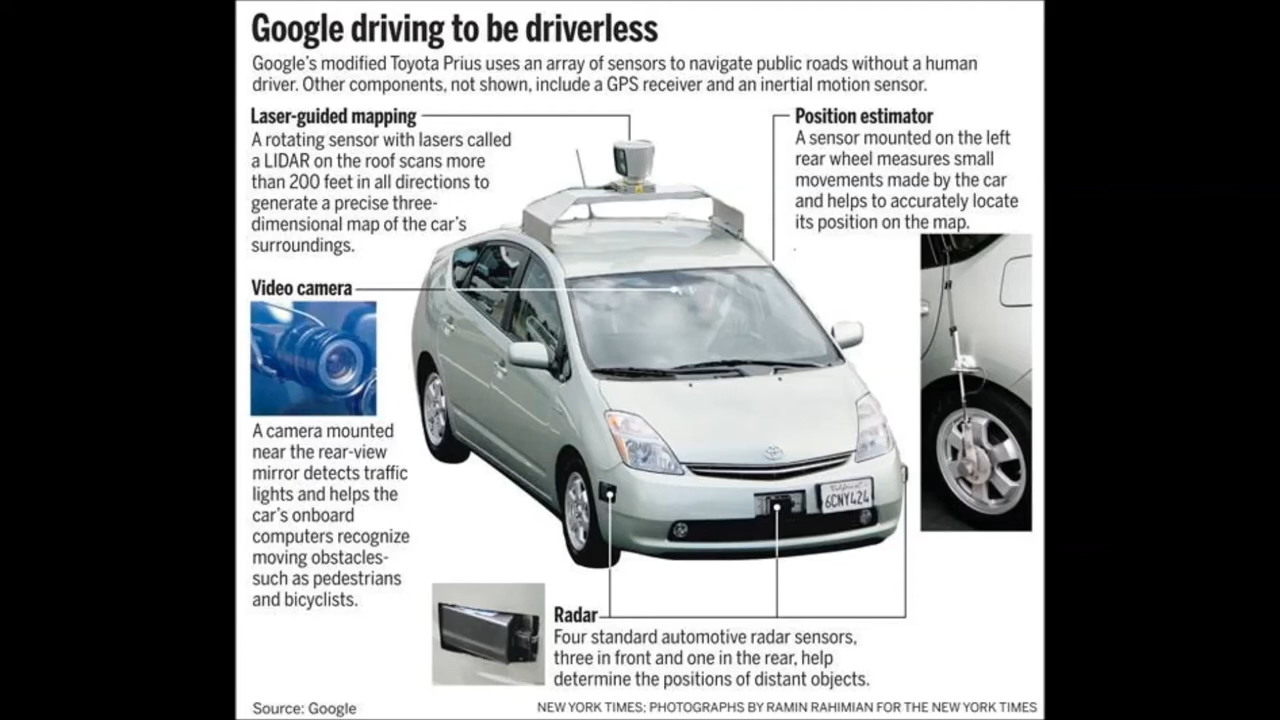 Google driving to be driverless
Google's modified Toyota Prius uses an array of sensors to navigate public roads without a human
driver. Other components, not shown, include a GPS receiver and an inertial motion sensor.
Laser-guided mapping
A rotating sensor with lasers called
a LIDAR on the roof scans more
than 200 feet in all directions to
generate a precise three-
dimensional map of the car's
surroundings.
Position estimator
A sensor mounted on the left
rear wheel measures small
movements made by the car
and helps to accurately locate
its position on the map.
Video camera
A camera mounted
near the rear-view
mirror detects traffic
lights and helps the
car's onboard
computers recognize
moving obstacles-
such as pedestrians
and bicyclists.
California
6CNY424
Radar
Four standard automotive radar sensors,
three in front and one in the rear, help
determine the positions of distant objects.
Source: Google
NEW YORK TIMES; PHOTOGRAPHS BY RAMIN RAHIMIAN FOR THE NEW YORK TIMES